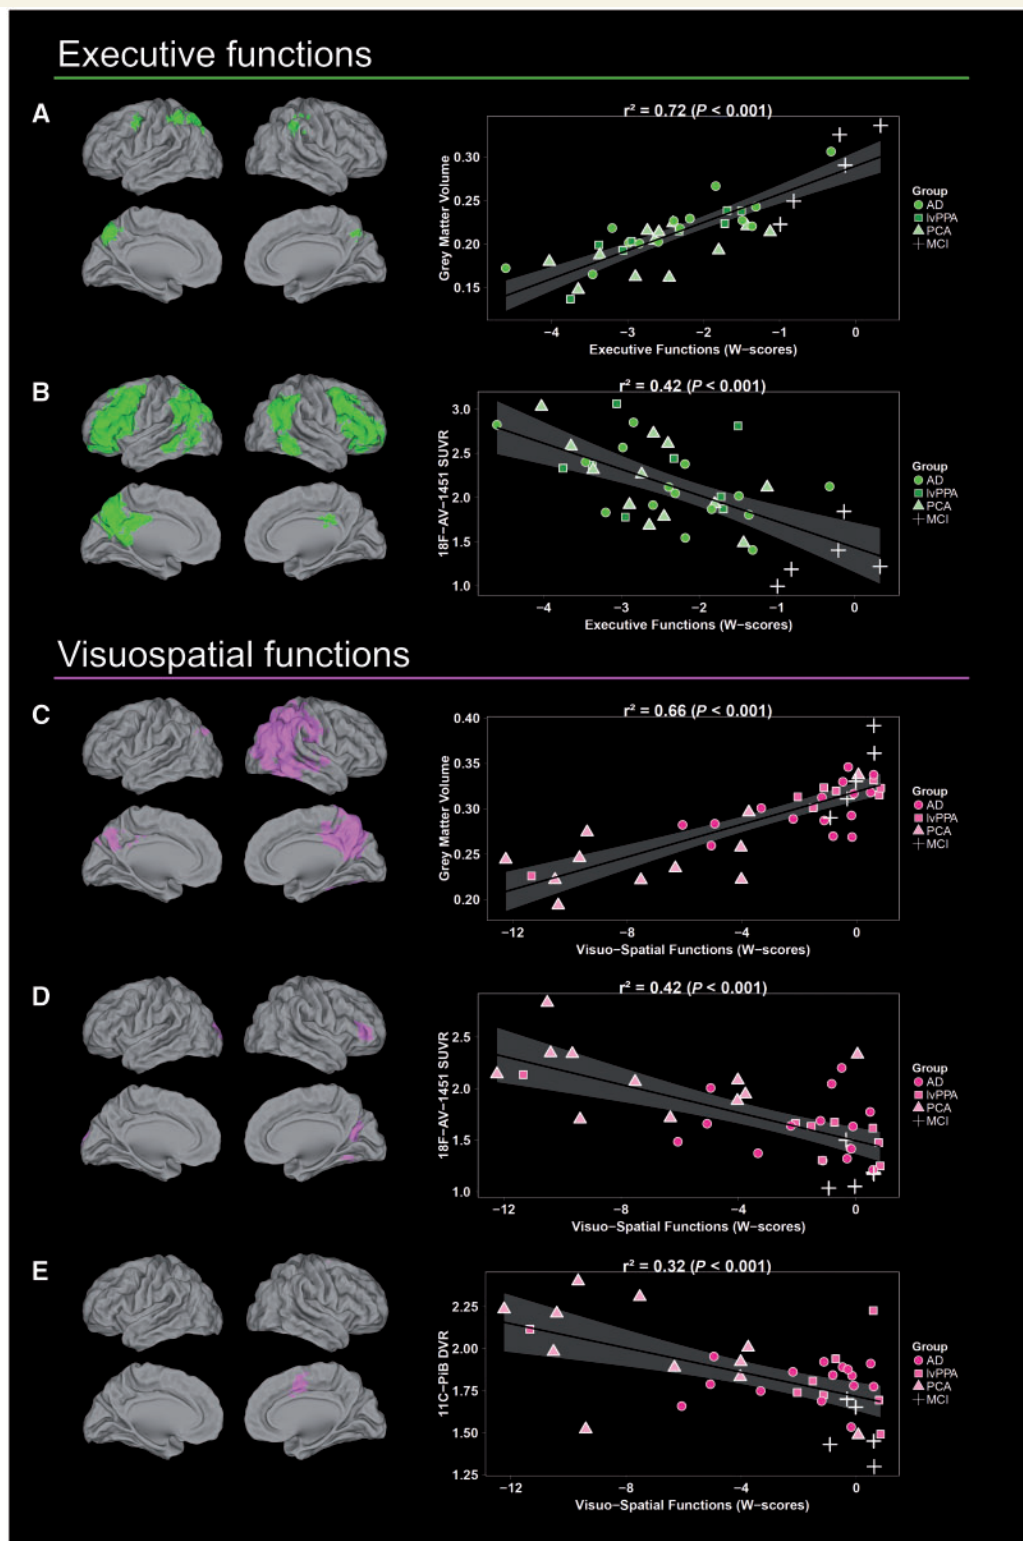 Executive functions
A
r² = 0.72 (P < 0.001)
Grey Matter Volume
0.30
0.25
0.20
0.15
−4 −3 −2 −1 0
Executive Functions (W−scores)
Group
AD
lvPPA
PCA
MCI
B
r² = 0.42 (P < 0.001)
18F−AV−1451 SUVR
3.0
2.5
2.0
1.5
1.0
−4 −3 −2 −1 0
Executive Functions (W−scores)
Group
AD
lvPPA
PCA
MCI
Visuospatial functions
C
r² = 0.66 (P < 0.001)
Grey Matter Volume
0.40
0.35
0.30
0.25
0.20
−12 −8 −4 0
Visuo−Spatial Functions (W−scores)
Group
AD
lvPPA
PCA
MCI
D
r² = 0.42 (P < 0.001)
18F−AV−1451 SUVR
2.5
2.0
1.5
1.0
−12 −8 −4 0
Visuo−Spatial Functions (W−scores)
Group
AD
lvPPA
PCA
MCI
E
r² = 0.32 (P < 0.001)
11C−PiB DVR
2.25
2.00
1.75
1.50
1.25
−12 −8 −4 0
Visuo−Spatial Functions (W−scores)
Group
AD
lvPPA
PCA
MCI